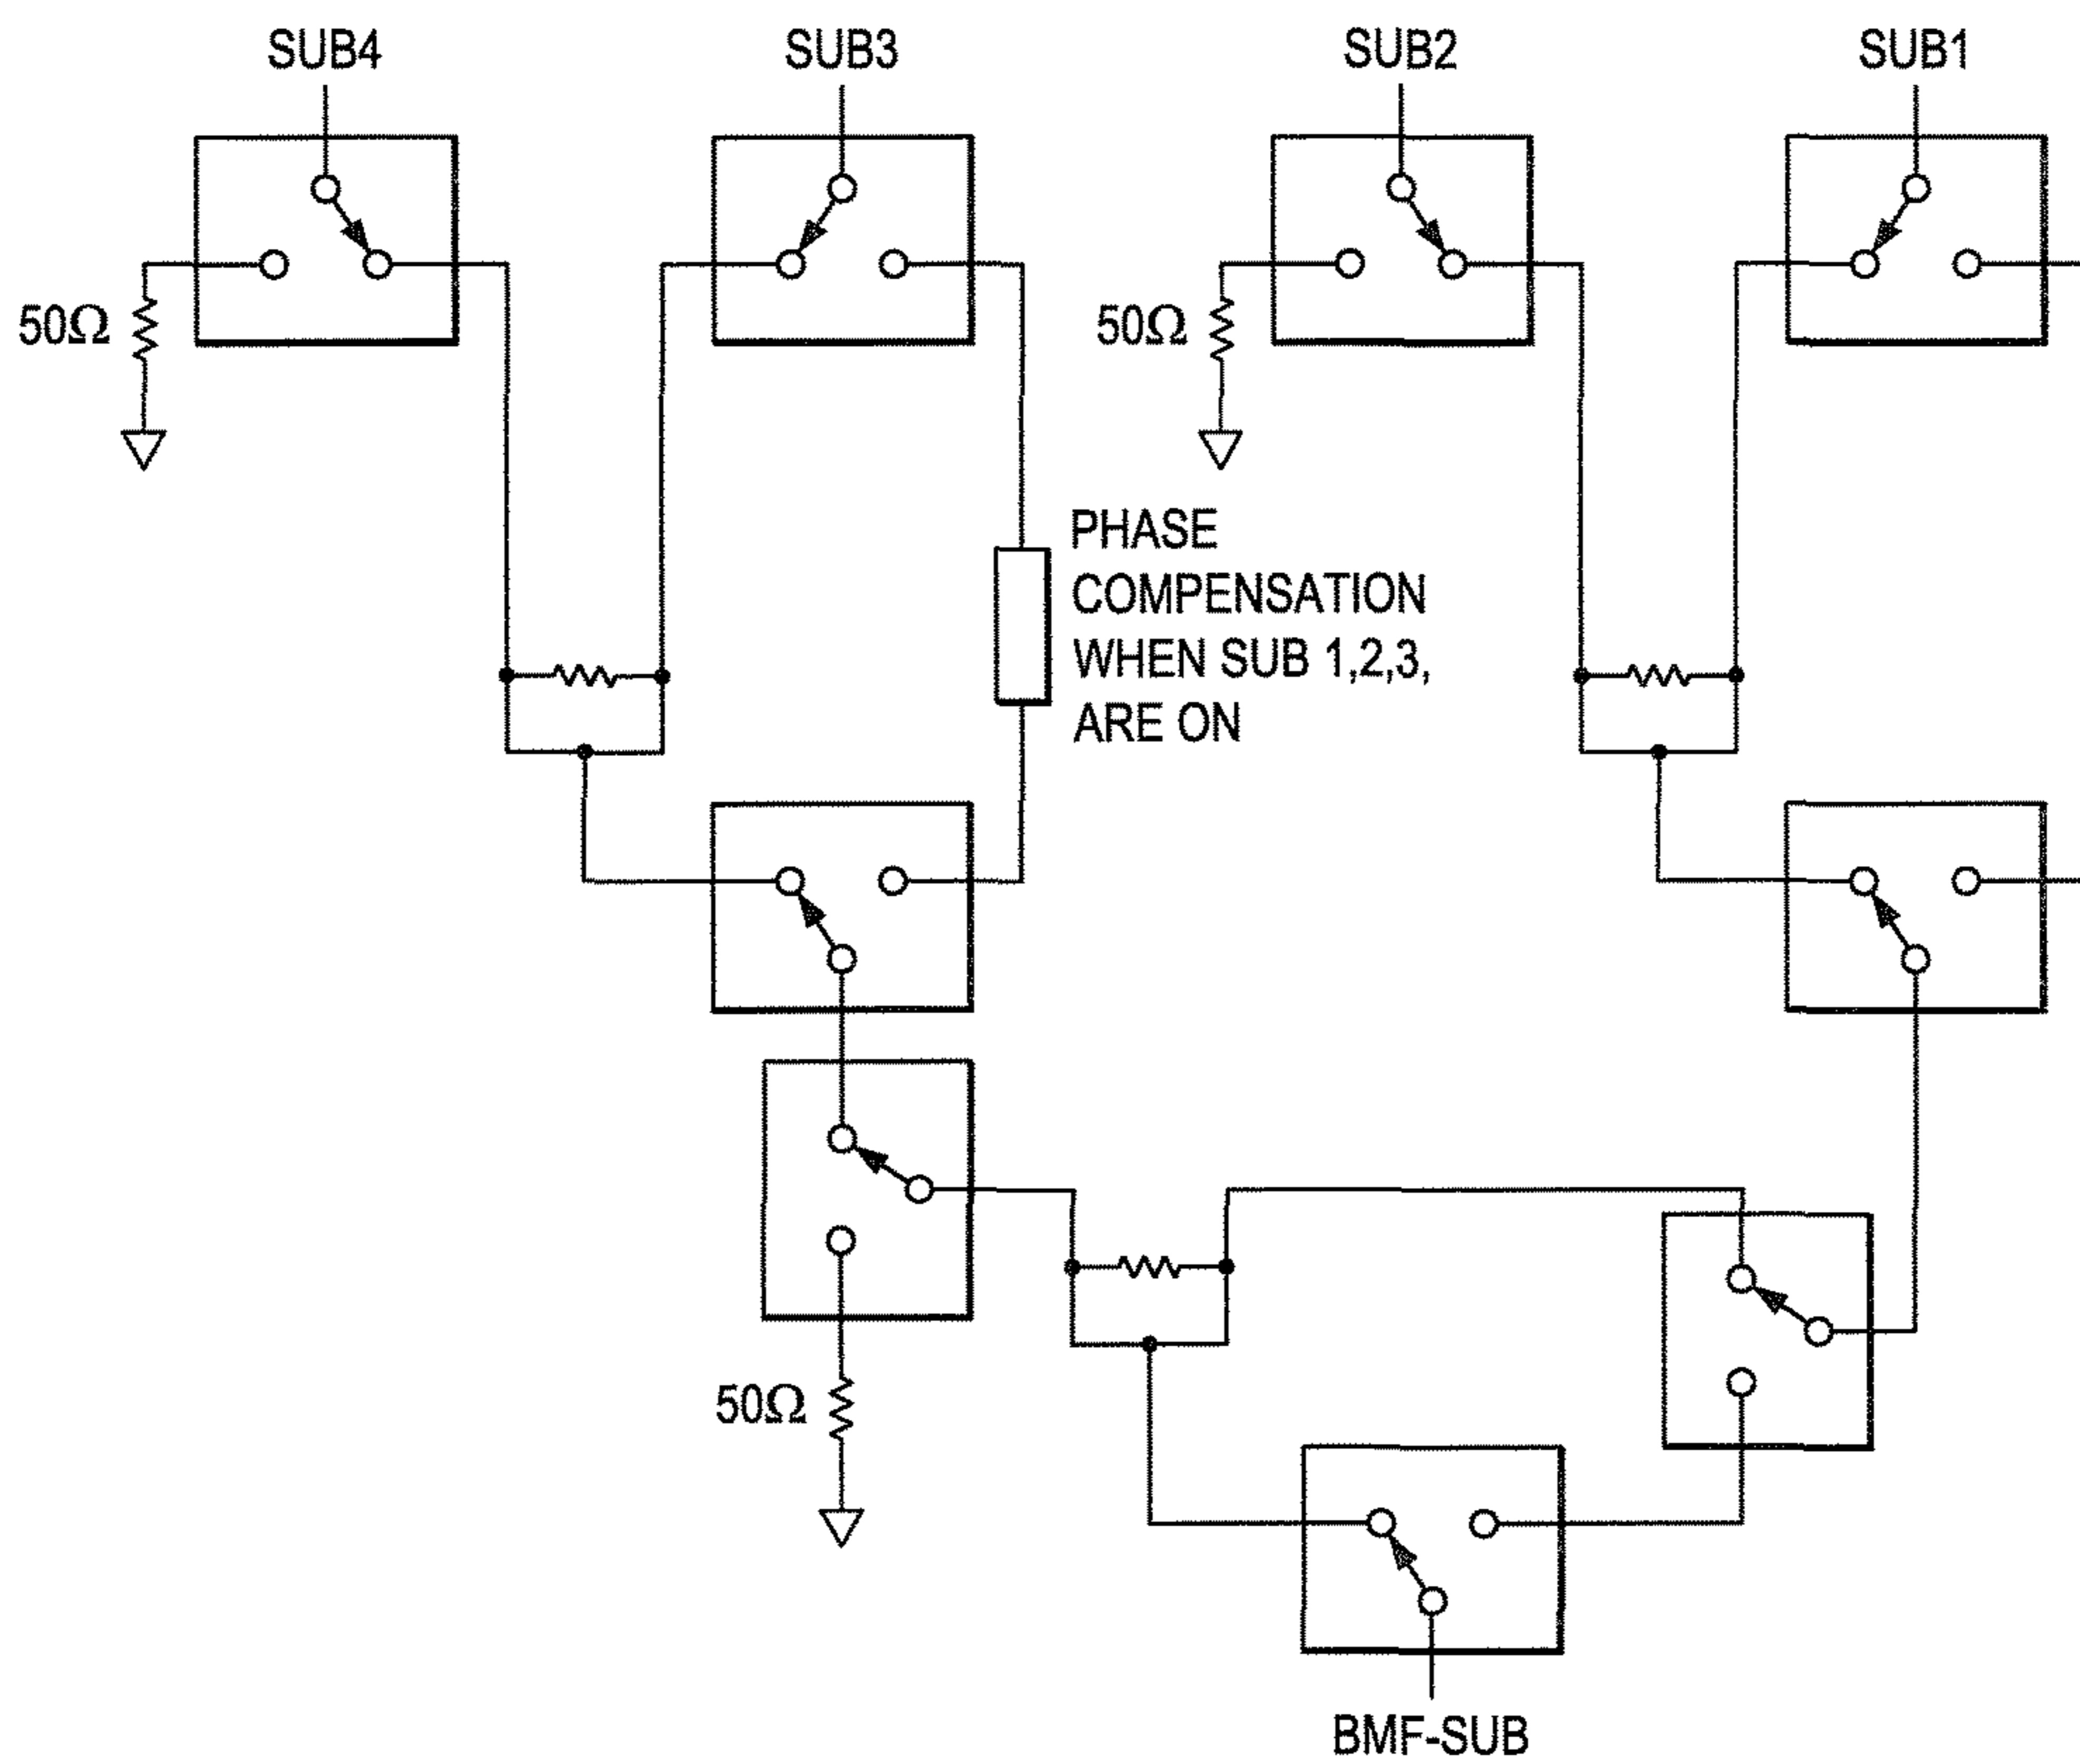 SUB4
SUB3
SUB2
SUB1
50Ω
50Ω
PHASE
COMPENSATION
WHEN SUB 1,2,3,
ARE ON
50Ω
BMF-SUB